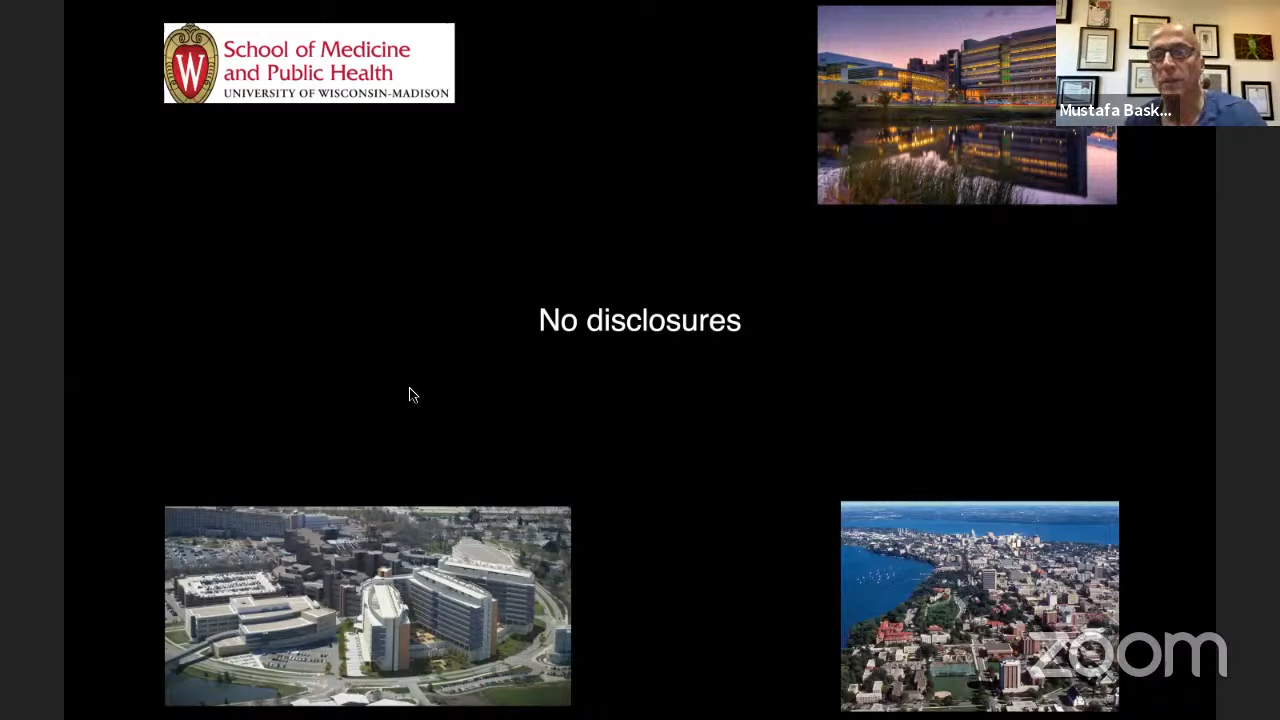 W
School of Medicine
and Public Health
UNIVERSITY OF WISCONSIN-MADISON
Mustafa Bask...
No disclosures
zoom